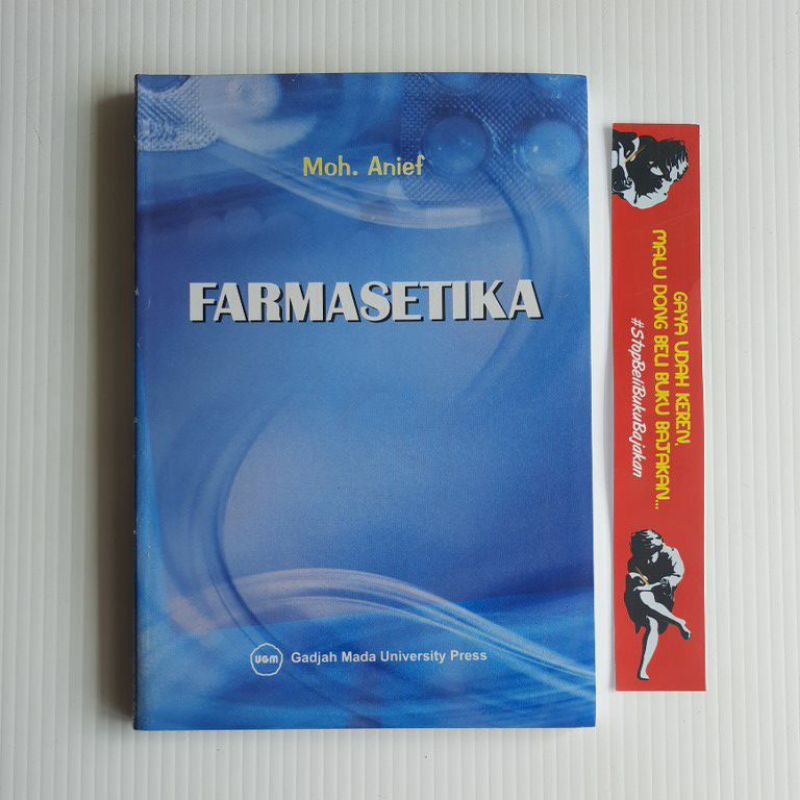 Moh. Anief
FARMASETIKA
UGM
Gadjah Mada University Press
GAYA UDAH KEREN,
MALU DONG BELI BUKU BAJAKAN...
#StopBeliBukuBajakan